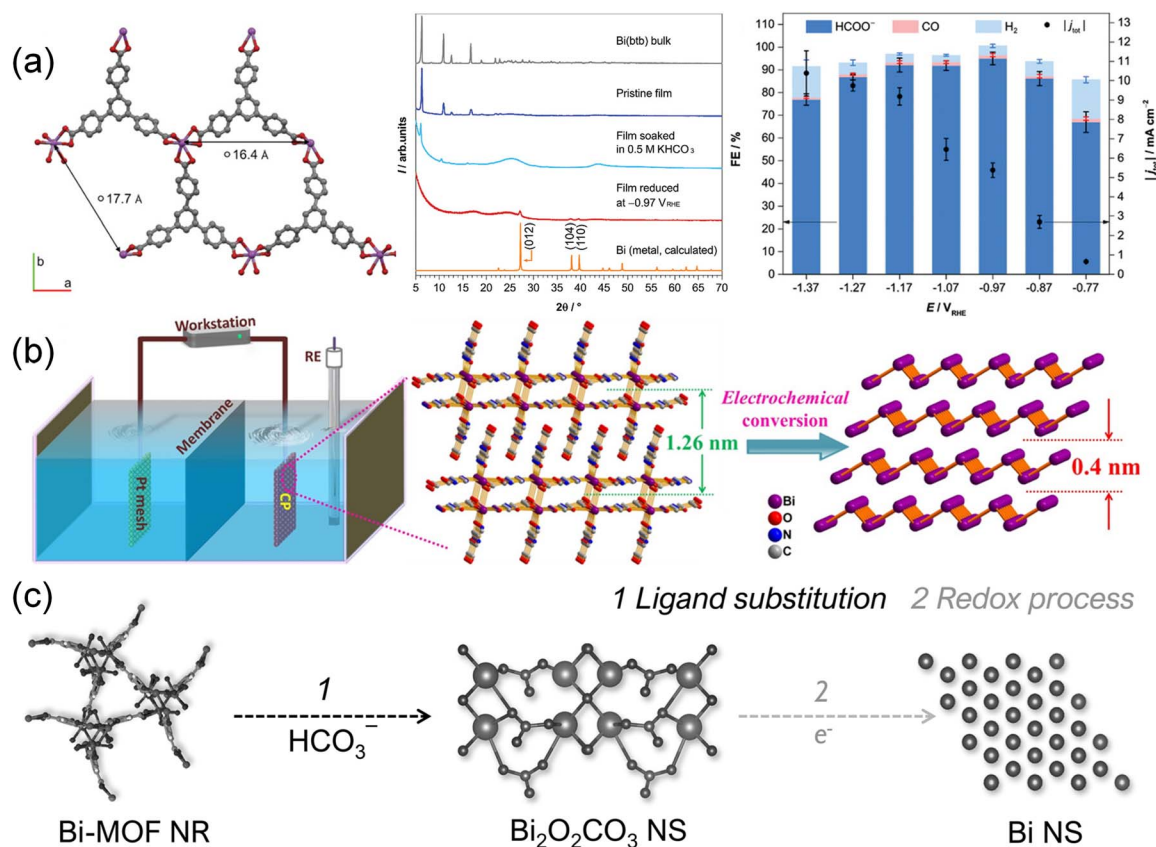 (a)
16.4 Å
17.7 Å
b
a
I / arb.units
Bi(btb) bulk
Pristine film
Film soaked
in 0.5 M KHCO₃
Film reduced
at −0.97 V_RHE
Bi (metal, calculated)
(012)
(104)
(110)
5 10 15 20 25 30 35 40 45 50 55 60 65 70
2θ / °
HCOO⁻ CO H₂ |jtot|
FE / %
110
100
90
80
70
60
50
40
30
20
10
0
13
12
11
10
9
8
7
6
5
4
3
2
1
0
|jtot| / mA cm⁻²
-1.37 -1.27 -1.17 -1.07 -0.97 -0.87 -0.77
E / V_RHE
(b)
Workstation
RE
Membrane
Pt mesh
CP
1.26 nm
Electrochemical
conversion
Bi
O
N
C
0.4 nm
(c)
1 Ligand substitution 2 Redox process
1
HCO₃⁻
2
e⁻
Bi-MOF NR
Bi₂O₂CO₃ NS
Bi NS